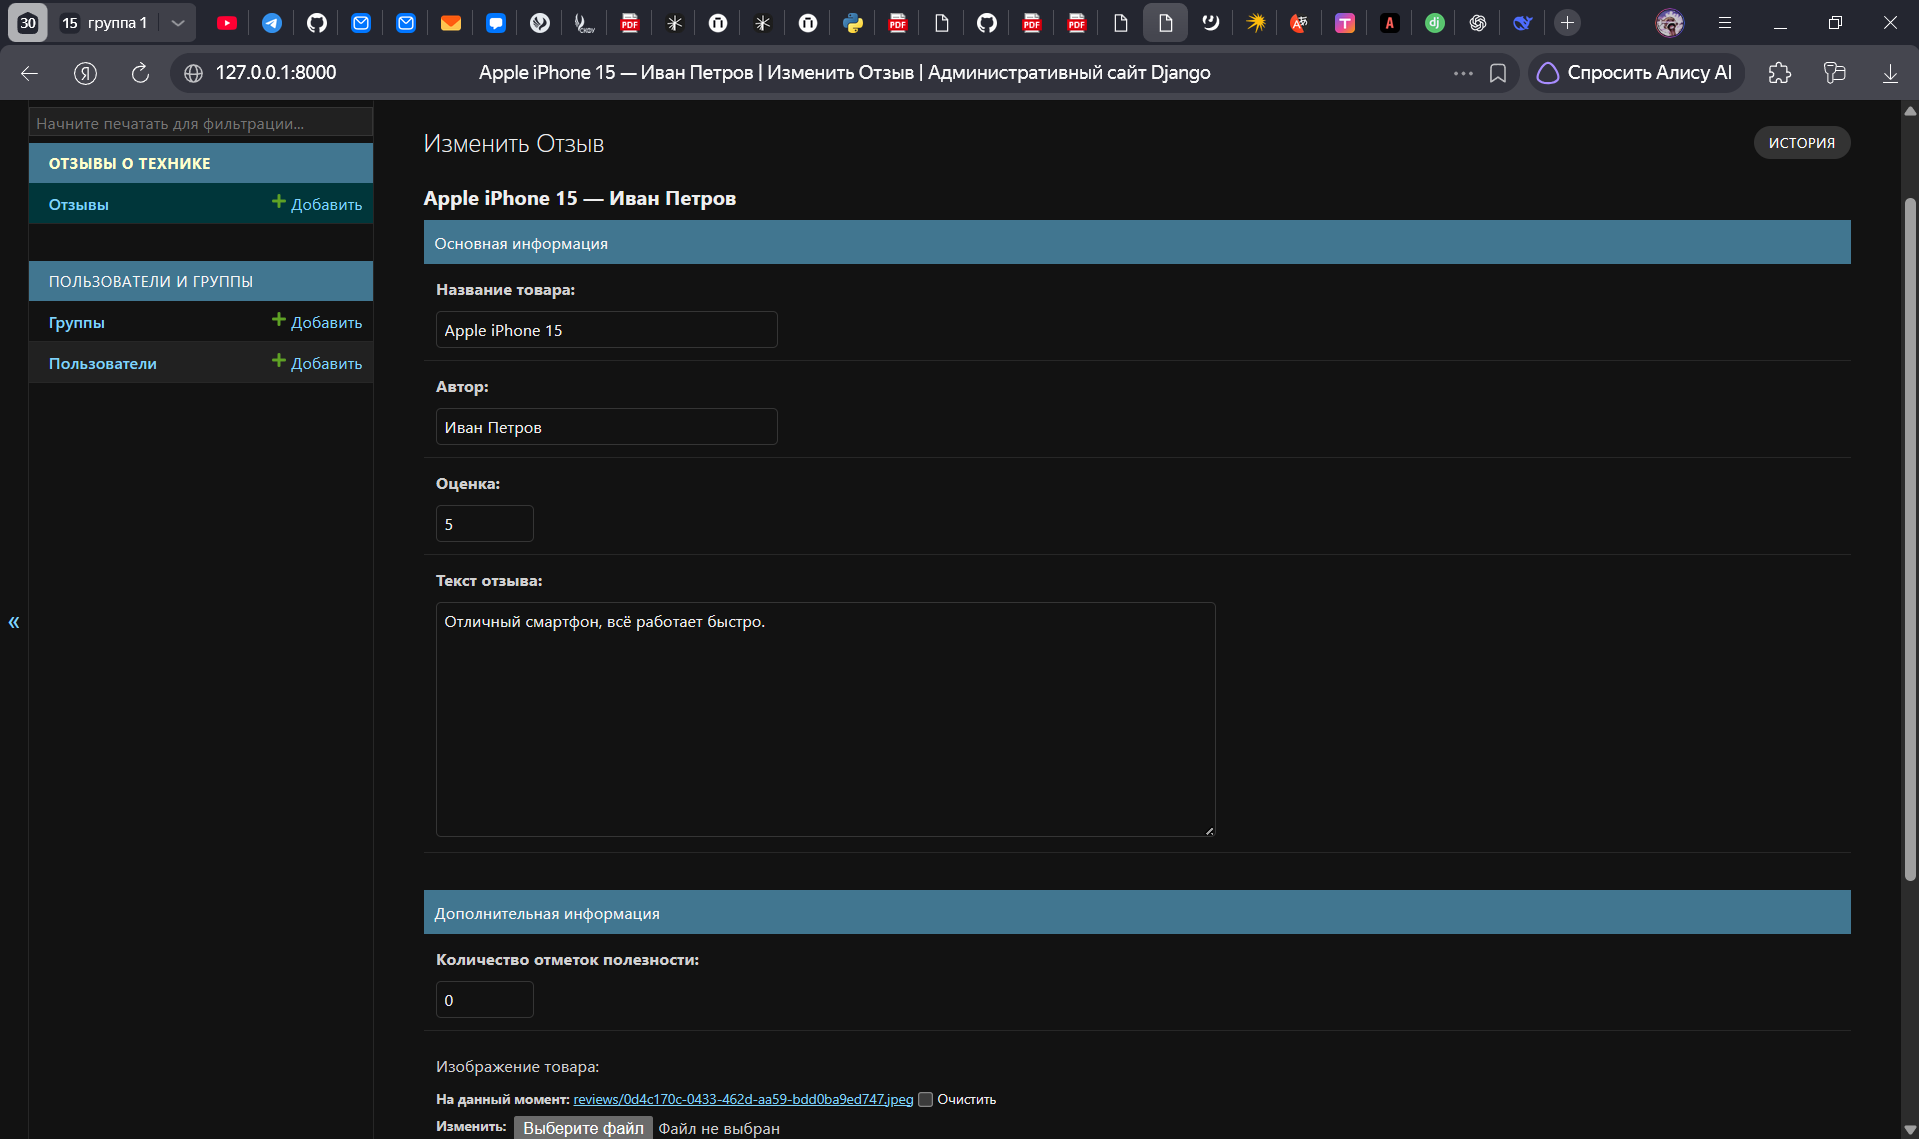 30 15 группа 1
127.0.0.1:8000 Apple iPhone 15 — Иван Петров | Изменить Отзыв | Административный сайт Django Спросить Алису AI
Начните печатать для фильтрации...
ОТЗЫВЫ О ТЕХНИКЕ
Отзывы Добавить
ПОЛЬЗОВАТЕЛИ И ГРУППЫ
Группы Добавить
Пользователи Добавить
«
Изменить Отзыв
ИСТОРИЯ
Apple iPhone 15 — Иван Петров
Основная информация
Название товара:
Apple iPhone 15
Автор:
Иван Петров
Оценка:
5
Текст отзыва:
Отличный смартфон, всё работает быстро.
Дополнительная информация
Количество отметок полезности:
0
Изображение товара:
На данный момент: reviews/0d4c170c-0433-462d-aa59-bdd0ba9ed747.jpeg Очистить
Изменить: Выберите файл Файл не выбран